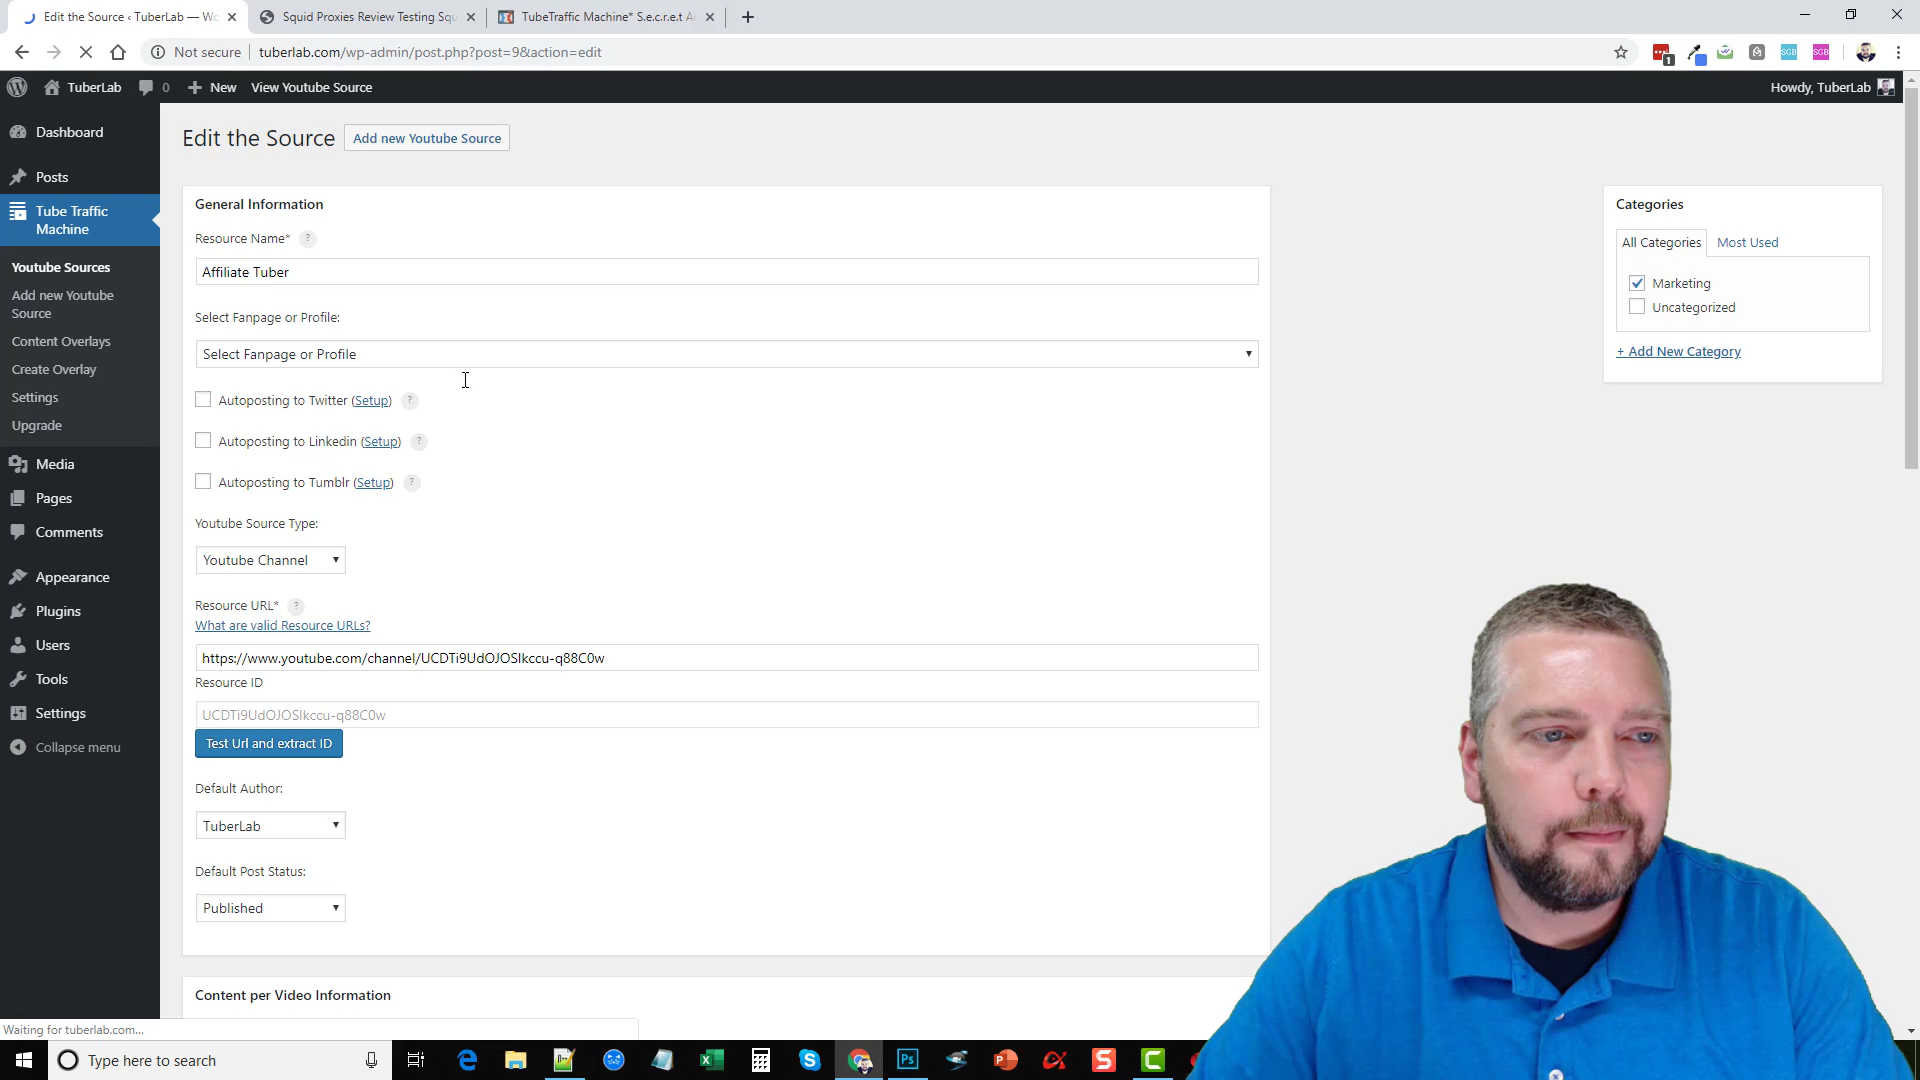 Edit the Source ‹ TuberLab — Wo
Squid Proxies Review Testing Squ
TubeTraffic Machine* S.e.c.r.e.t A
Not secure
tuberlab.com/wp-admin/post.php?post=9&action=edit
1
SGB
SGB
TuberLab
0
New
View Youtube Source
Howdy, TuberLab
Dashboard
Posts
Tube Traffic
Machine
Youtube Sources
Add new Youtube
Source
Content Overlays
Create Overlay
Settings
Upgrade
Media
Pages
Comments
Appearance
Plugins
Users
Tools
Settings
Collapse menu
Edit the Source
Add new Youtube Source
General Information
Resource Name*
?
Affiliate Tuber
Select Fanpage or Profile:
Select Fanpage or Profile
Autoposting to Twitter (Setup)
?
Autoposting to Linkedin (Setup)
?
Autoposting to Tumblr (Setup)
?
Youtube Source Type:
Youtube Channel
Resource URL*
?
What are valid Resource URLs?
https://www.youtube.com/channel/UCDTi9UdOJOSIkccu-q88C0w
Resource ID
UCDTi9UdOJOSIkccu-q88C0w
Test Url and extract ID
Default Author:
TuberLab
Default Post Status:
Published
Content per Video Information
Categories
All Categories
Most Used
Marketing
Uncategorized
+ Add New Category
Waiting for tuberlab.com...
Type here to search
Ps